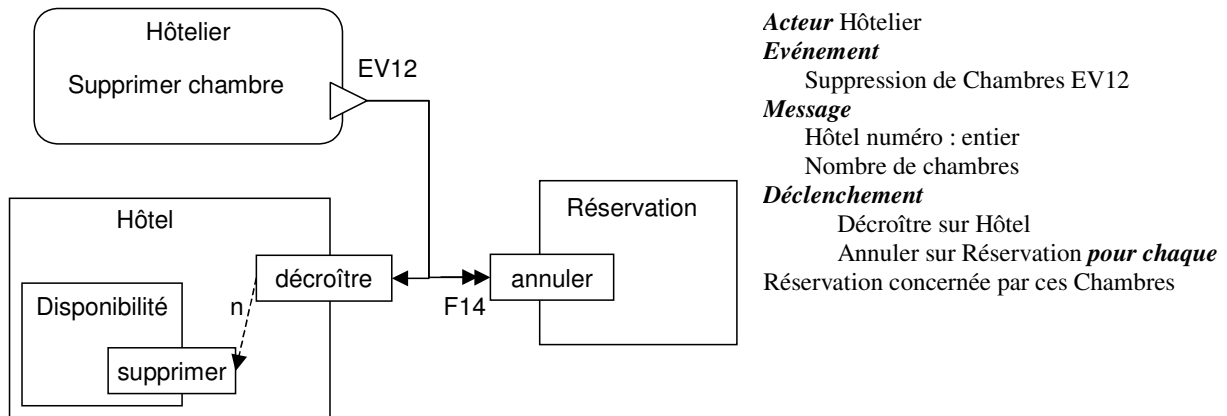 Hôtelier
Supprimer chambre
EV12
Hôtel
Disponibilité
n
décroître
supprimer
F14
Réservation
annuler
Acteur Hôtelier
Evénement
Suppression de Chambres EV12
Message
Hôtel numéro : entier
Nombre de chambres
Déclenchement
Décroître sur Hôtel
Annuler sur Réservation pour chaque
Réservation concernée par ces Chambres